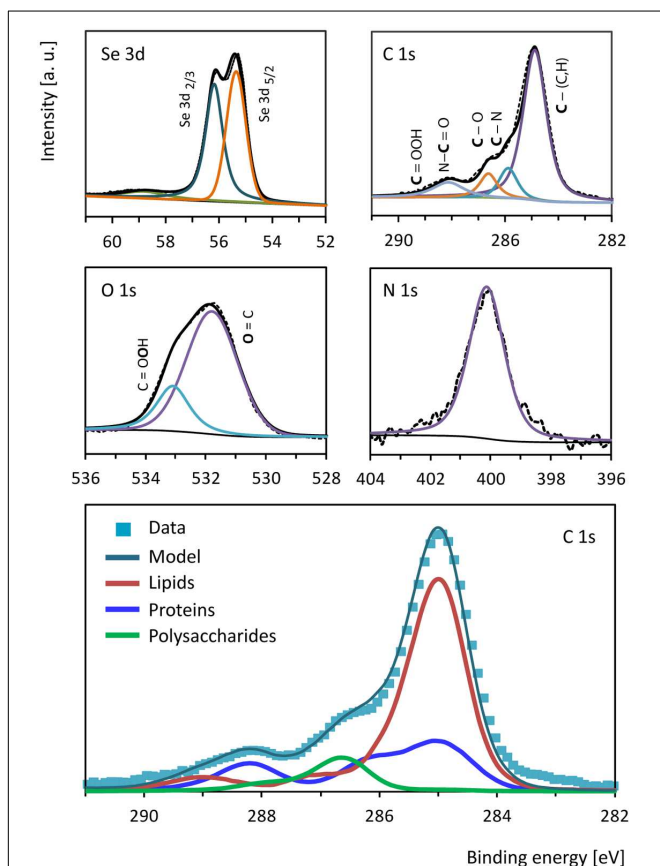 Intensity [a. u.]
Se 3d
Se 3d 2/3
Se 3d 5/2
60 58 56 54 52
C 1s
C = OOH
N–C = O
C – O
C – N
C – (C,H)
290 288 286 284 282
O 1s
C = OOH
O = C
536 534 532 530 528
N 1s
404 402 400 398 396
C 1s
Data
Model
Lipids
Proteins
Polysaccharides
290 288 286 284 282
Binding energy [eV]